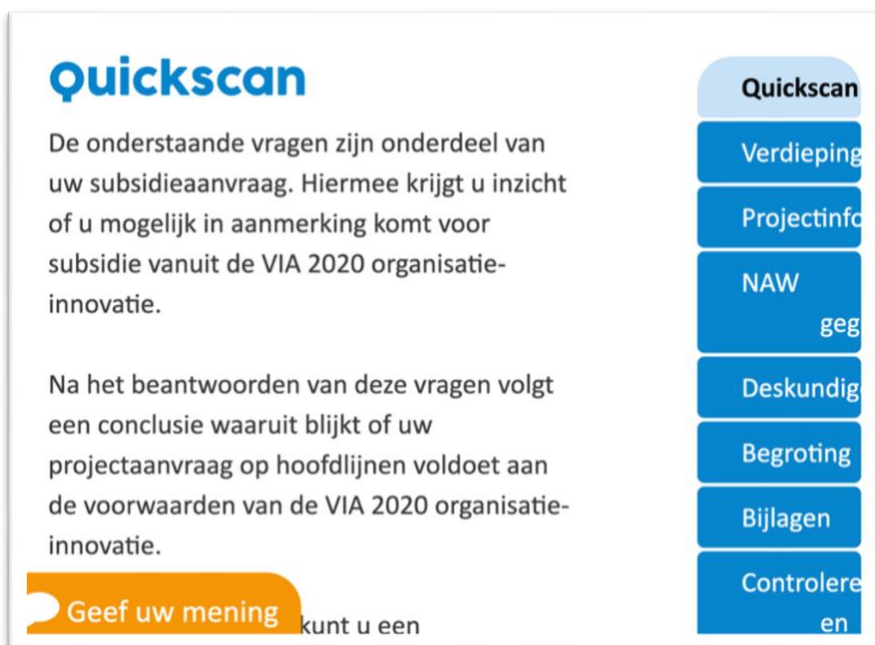 Quickscan
De onderstaande vragen zijn onderdeel van
uw subsidieaanvraag. Hiermee krijgt u inzicht
of u mogelijk in aanmerking komt voor
subsidie vanuit de VIA 2020 organisatie-
innovatie.
Na het beantwoorden van deze vragen volgt
een conclusie waaruit blijkt of uw
projectaanvraag op hoofdlijnen voldoet aan
de voorwaarden van de VIA 2020 organisatie-
innovatie.
kunt u een
Geef uw mening
Quickscan
Verdieping
Projectinfo
NAW
geg
Deskundige
Begroting
Bijlagen
Controlere
en